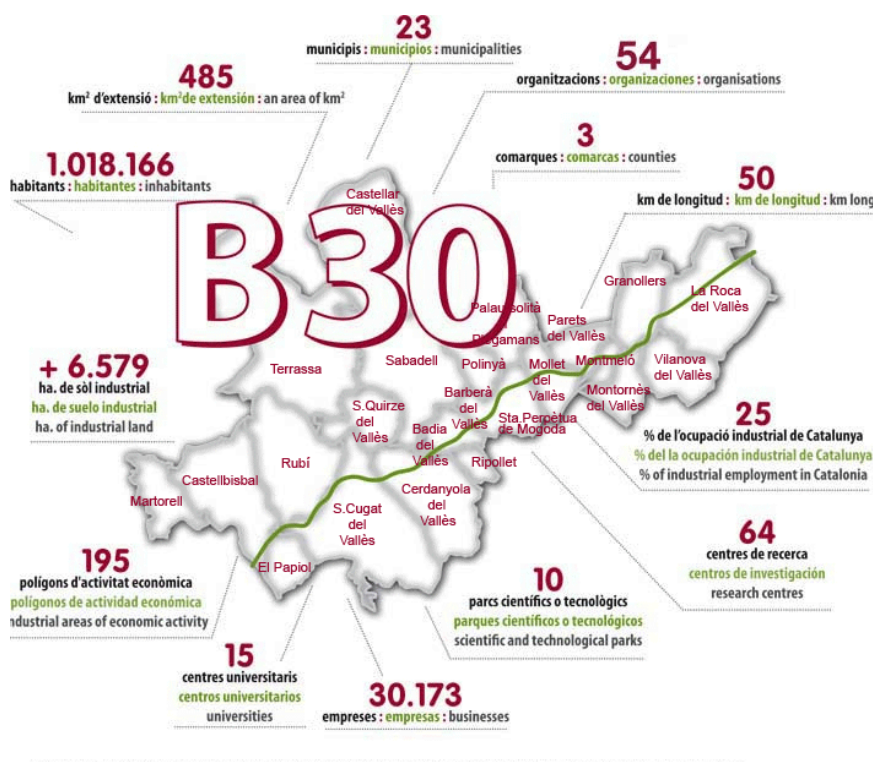 23
municipis : municipios : municipalities
485
km² d'extensió : km² de extensión : an area of km²
54
organitzacions : organizaciones : organisations
3
comarques : comarcas : counties
1.018.166
habitants : habitantes : inhabitants
50
km de longitud : km de longitud : km long
B30
Castellar
del Vallès
Granollers
La Roca
del Vallès
Palau-solità
Plegamans
Parets
del Vallès
Terrassa
Sabadell
Polinyà
Mollet
del
Vallès
Montmeló
Vilanova
del Vallès
Montornès
del Vallès
S.Quirze
del
Vallès
Barberà
del
Vallès
Badia
del
Vallès
Sta.Perpètua
de Mogoda
Ripollet
Rubí
Castellbisbal
Martorell
S.Cugat
del
Vallès
Cerdanyola
del
Vallès
El Papiol
+ 6.579
ha. de sòl industrial
ha. de suelo industrial
ha. of industrial land
25
% de l'ocupació industrial de Catalunya
% del la ocupación industrial de Catalunya
% of industrial employment in Catalonia
64
centres de recerca
centros de investigación
research centres
195
polígons d'activitat econòmica
polígonos de actividad económica
ndustrial areas of economic activity
10
parcs científics o tecnològics
parques científicos o tecnológicos
scientific and technological parks
15
centres universitaris
centros universitarios
universities
30.173
empreses : empresas : businesses